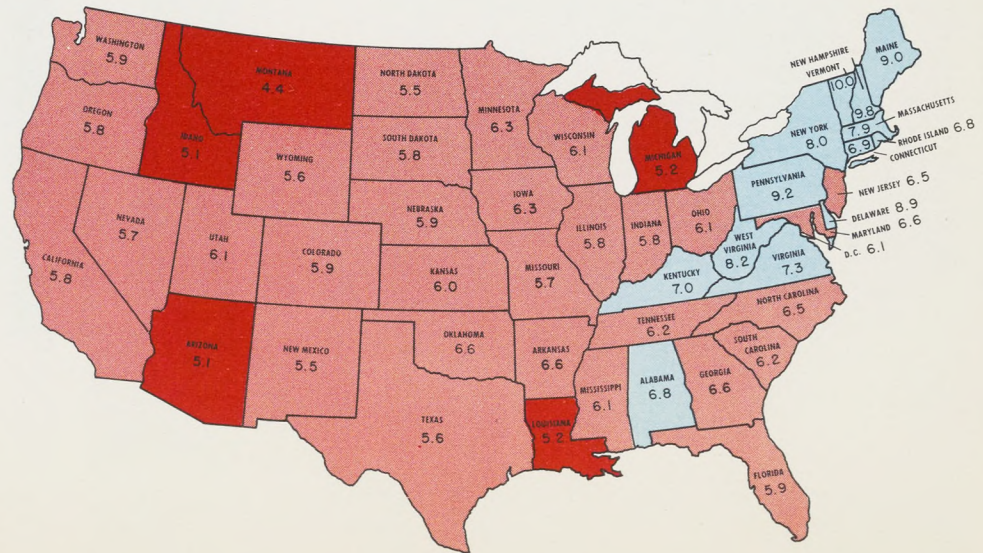 WASHINGTON
5.9
OREGON
5.8
CALIFORNIA
5.8
NEVADA
5.7
IDAHO
5.1
MONTANA
4.4
WYOMING
5.6
UTAH
6.1
COLORADO
5.9
ARIZONA
5.1
NEW MEXICO
5.5
NORTH DAKOTA
5.5
SOUTH DAKOTA
5.8
NEBRASKA
5.9
KANSAS
6.0
OKLAHOMA
6.6
TEXAS
5.6
MINNESOTA
6.3
IOWA
6.3
MISSOURI
5.7
ARKANSAS
6.6
LOUISIANA
5.2
WISCONSIN
6.1
ILLINOIS
5.8
MICHIGAN
5.2
INDIANA
5.8
OHIO
6.1
KENTUCKY
7.0
TENNESSEE
6.2
MISSISSIPPI
6.1
ALABAMA
6.8
GEORGIA
6.6
FLORIDA
5.9
SOUTH
CAROLINA
6.2
NORTH CAROLINA
6.5
VIRGINIA
7.3
WEST
VIRGINIA
8.2
PENNSYLVANIA
9.2
NEW YORK
8.0
NEW HAMPSHIRE
VERMONT
10.0
9.8
MAINE
9.0
MASSACHUSETTS
7.9
RHODE ISLAND 6.8
CONNECTICUT
6.9
NEW JERSEY 6.5
DELAWARE 8.9
MARYLAND 6.6
D.C. 6.1